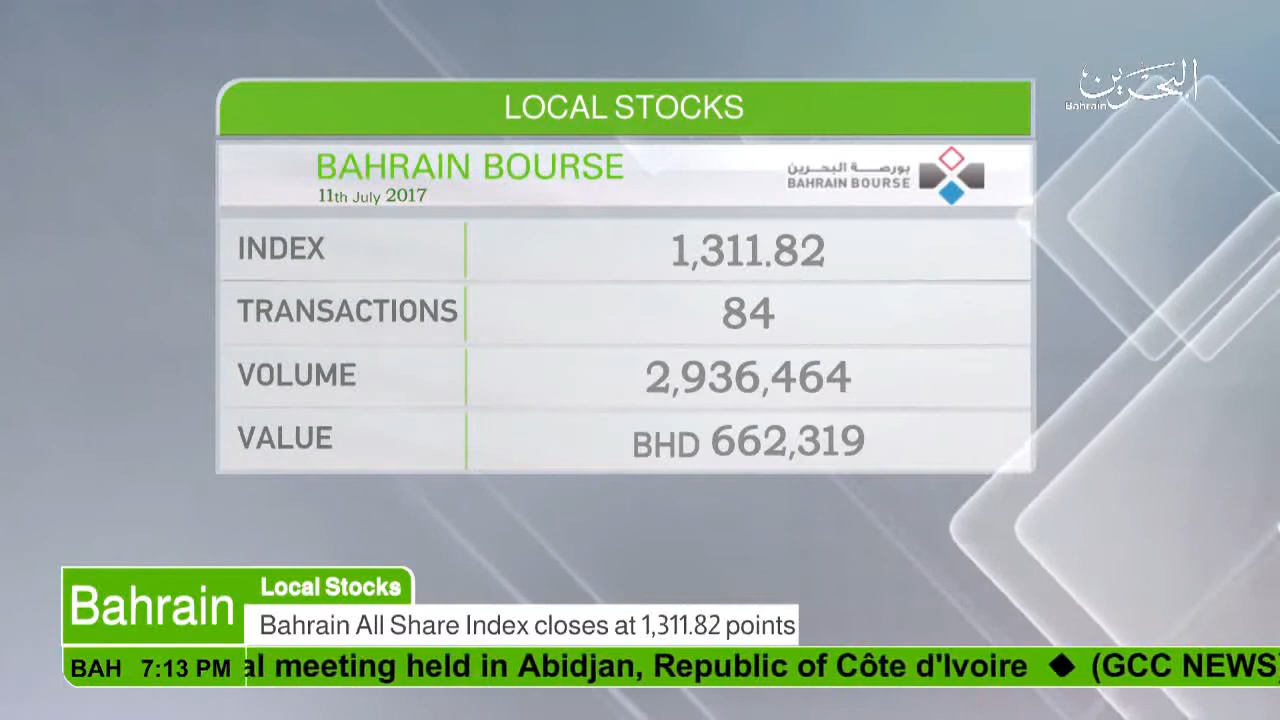 البحرين
Bahrain
LOCAL STOCKS
BAHRAIN BOURSE
11th July 2017
بورصة البحرين
BAHRAIN BOURSE
INDEX 1,311.82
TRANSACTIONS 84
VOLUME 2,936,464
VALUE BHD 662,319
Bahrain
Local Stocks
Bahrain All Share Index closes at 1,311.82 points
BAH 7:13 PM al meeting held in Abidjan, Republic of Côte d'Ivoire ◆ (GCC NEWS)